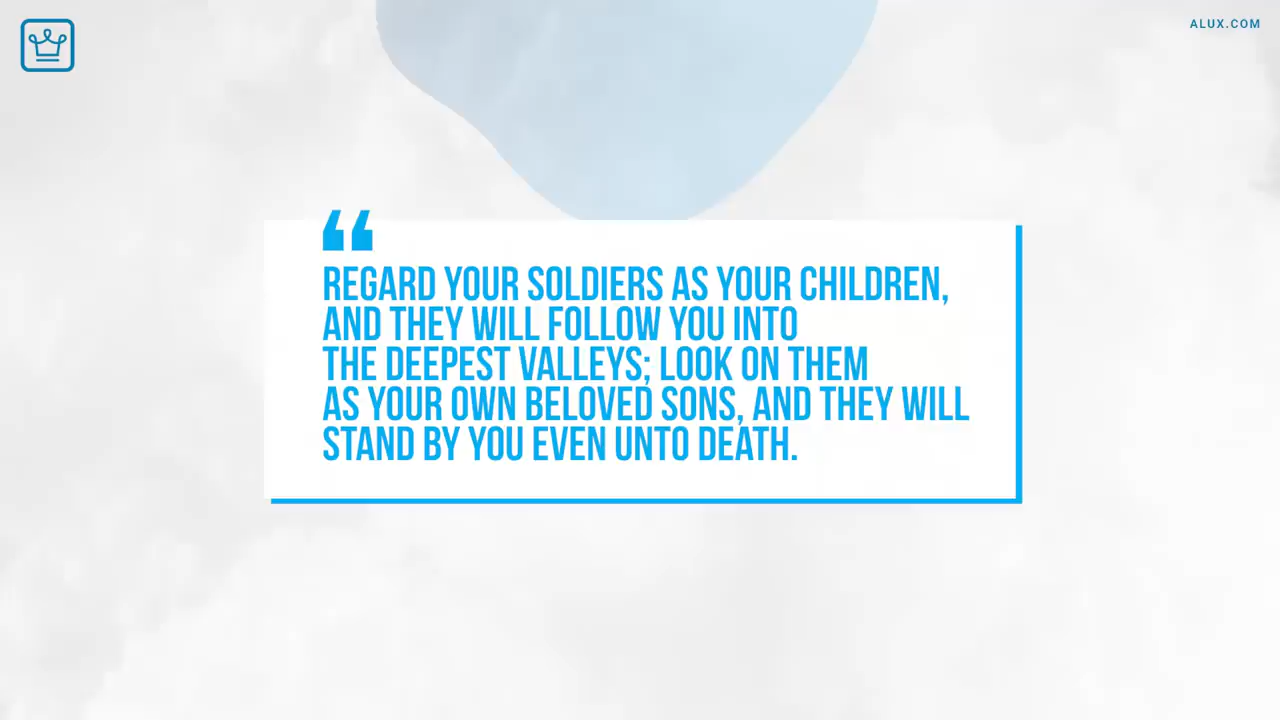 ALUX.COM
“
REGARD YOUR SOLDIERS AS YOUR CHILDREN,
AND THEY WILL FOLLOW YOU INTO
THE DEEPEST VALLEYS; LOOK ON THEM
AS YOUR OWN BELOVED SONS, AND THEY WILL
STAND BY YOU EVEN UNTO DEATH.